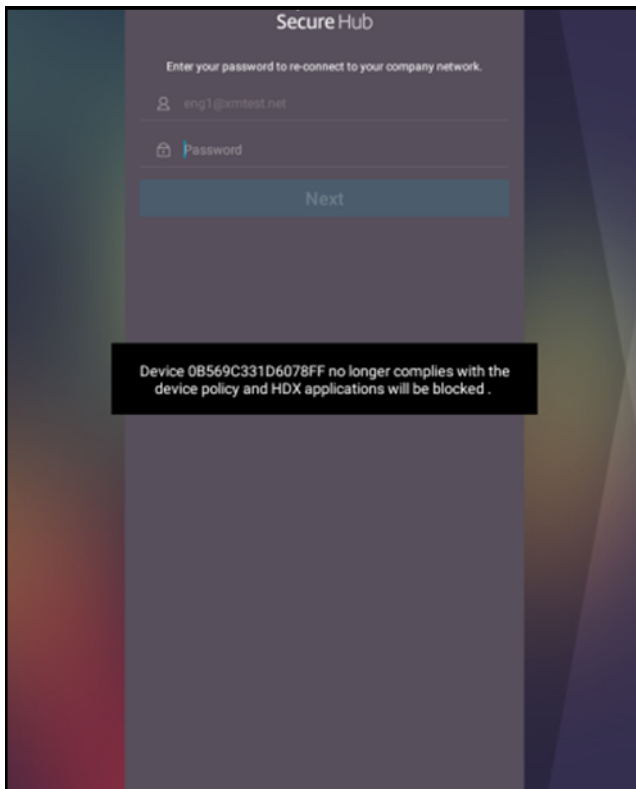 Secure Hub
Enter your password to re-connect to your company network.
eng1@xmtest.net
Password
Next
Device 0B569C331D6078FF no longer complies with the
device policy and HDX applications will be blocked .